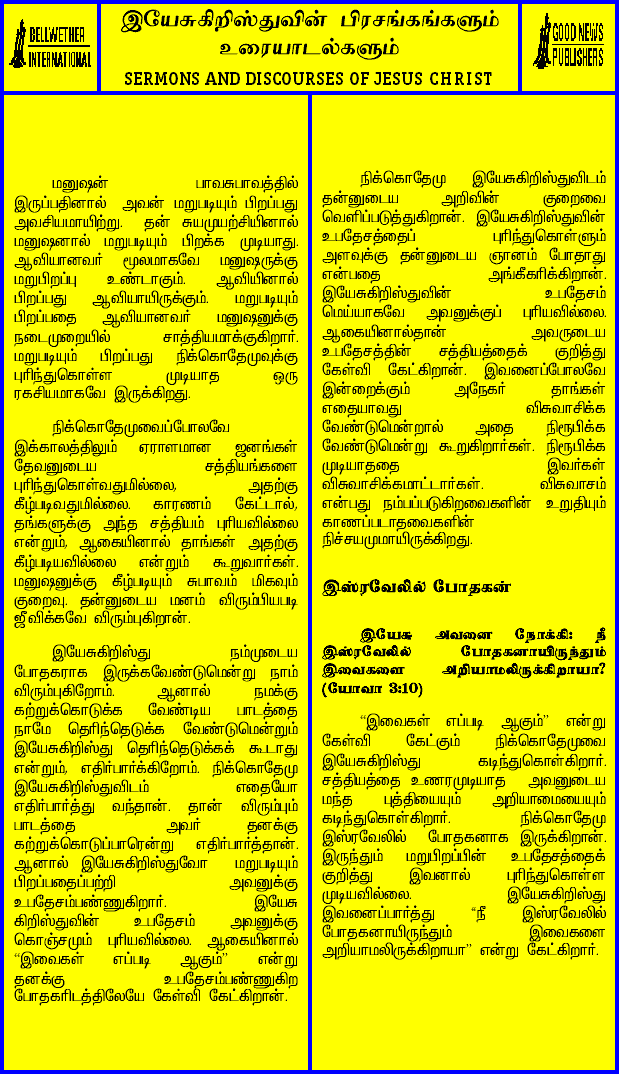 BELLWETHER
INTERNATIONAL
இயேசுகிறிஸ்துவின் பிரசங்கங்களும்
உரையாடல்களும்
SERMONS AND DISCOURSES OF JESUS CHRIST
GOOD NEWS
PUBLISHERS
மனுஷன் பாவசுபாவத்தில்
இருப்பதினால் அவன் மறுபடியும் பிறப்பது
அவசியமாயிற்று. தன் சுயமுயற்சியினால்
மனுஷனால் மறுபடியும் பிறக்க முடியாது.
ஆவியானவர் மூலமாகவே மனுஷருக்கு
மறுபிறப்பு உண்டாகும். ஆவியினால்
பிறப்பது ஆவியாயிருக்கும். மறுபடியும்
பிறப்பதை ஆவியானவர் மனுஷனுக்கு
நடைமுறையில் சாத்தியமாக்குகிறார்.
மறுபடியும் பிறப்பது நிக்கொதேமுவுக்கு
புரிந்துகொள்ள முடியாத ஒரு
ரகசியமாகவே இருக்கிறது.
நிக்கொதேமுவைப்போலவே
இக்காலத்திலும் ஏராளமான ஜனங்கள்
தேவனுடைய சத்தியங்களை
புரிந்துகொள்வதுமில்லை, அதற்கு
கீழ்படிவதுமில்லை. காரணம் கேட்டால்,
தங்களுக்கு அந்த சத்தியம் புரியவில்லை
என்றும், ஆகையினால் தாங்கள் அதற்கு
கீழ்படியவில்லை என்றும் கூறுவார்கள்.
மனுஷனுக்கு கீழ்படியும் சுபாவம் மிகவும்
குறைவு. தன்னுடைய மனம் விரும்பியபடி
ஜீவிக்கவே விரும்புகிறான்.
இயேசுகிறிஸ்து நம்முடைய
போதகராக இருக்கவேண்டுமென்று நாம்
விரும்புகிறோம். ஆனால் நமக்கு
கற்றுக்கொடுக்க வேண்டிய பாடத்தை
நாமே தெரிந்தெடுக்க வேண்டுமென்றும்
இயேசுகிறிஸ்து தெரிந்தெடுக்கக் கூடாது
என்றும், எதிர்பார்க்கிறோம். நிக்கொதேமு
இயேசுகிறிஸ்துவிடம் எதையோ
எதிர்பார்த்து வந்தான். தான் விரும்பும்
பாடத்தை அவர் தனக்கு
கற்றுக்கொடுப்பாரென்று எதிர்பார்த்தான்.
ஆனால் இயேசுகிறிஸ்துவோ மறுபடியும்
பிறப்பதைப்பற்றி அவனுக்கு
உபதேசம்பண்ணுகிறார். இயேசு
கிறிஸ்துவின் உபதேசம் அவனுக்கு
கொஞ்சமும் புரியவில்லை. ஆகையினால்
“இவைகள் எப்படி ஆகும்” என்று
தனக்கு உபதேசம்பண்ணுகிற
போதகரிடத்திலேயே கேள்வி கேட்கிறான்.
நிக்கொதேமு இயேசுகிறிஸ்துவிடம்
தன்னுடைய அறிவின் குறைவை
வெளிப்படுத்துகிறான். இயேசுகிறிஸ்துவின்
உபதேசத்தைப் புரிந்துகொள்ளும்
அளவுக்கு தன்னுடைய ஞானம் போதாது
என்பதை அங்கீகரிக்கிறான்.
இயேசுகிறிஸ்துவின் உபதேசம்
மெய்யாகவே அவனுக்குப் புரியவில்லை.
ஆகையினால்தான் அவருடைய
உபதேசத்தின் சத்தியத்தைக் குறித்து
கேள்வி கேட்கிறான். இவனைப்போலவே
இன்றைக்கும் அநேகர் தாங்கள்
எதையாவது விசுவாசிக்க
வேண்டுமென்றால் அதை நிரூபிக்க
வேண்டுமென்று கூறுகிறார்கள். நிரூபிக்க
முடியாததை இவர்கள்
விசுவாசிக்கமாட்டார்கள். விசுவாசம்
என்பது நம்பப்படுகிறவைகளின் உறுதியும்
காணப்படாதவைகளின்
நிச்சயமுமாயிருக்கிறது.
இஸ்ரவேலில் போதகன்
இயேசு அவனை நோக்கி: நீ
இஸ்ரவேலில் போதகனாயிருந்தும்
இவைகளை அறியாமலிருக்கிறாயா?
(யோவா 3:10)
“இவைகள் எப்படி ஆகும்” என்று
கேள்வி கேட்கும் நிக்கொதேமுவை
இயேசுகிறிஸ்து கடிந்துகொள்கிறார்.
சத்தியத்தை உணரமுடியாத அவனுடைய
மந்த புத்தியையும் அறியாமையையும்
கடிந்துகொள்கிறார். நிக்கொதேமு
இஸ்ரவேலில் போதகனாக இருக்கிறான்.
இருந்தும் மறுபிறப்பின் உபதேசத்தைக்
குறித்து இவனால் புரிந்துகொள்ள
முடியவில்லை. இயேசுகிறிஸ்து
இவனைப்பார்த்து “நீ இஸ்ரவேலில்
போதகனாயிருந்தும் இவைகளை
அறியாமலிருக்கிறாயா” என்று கேட்கிறார்.